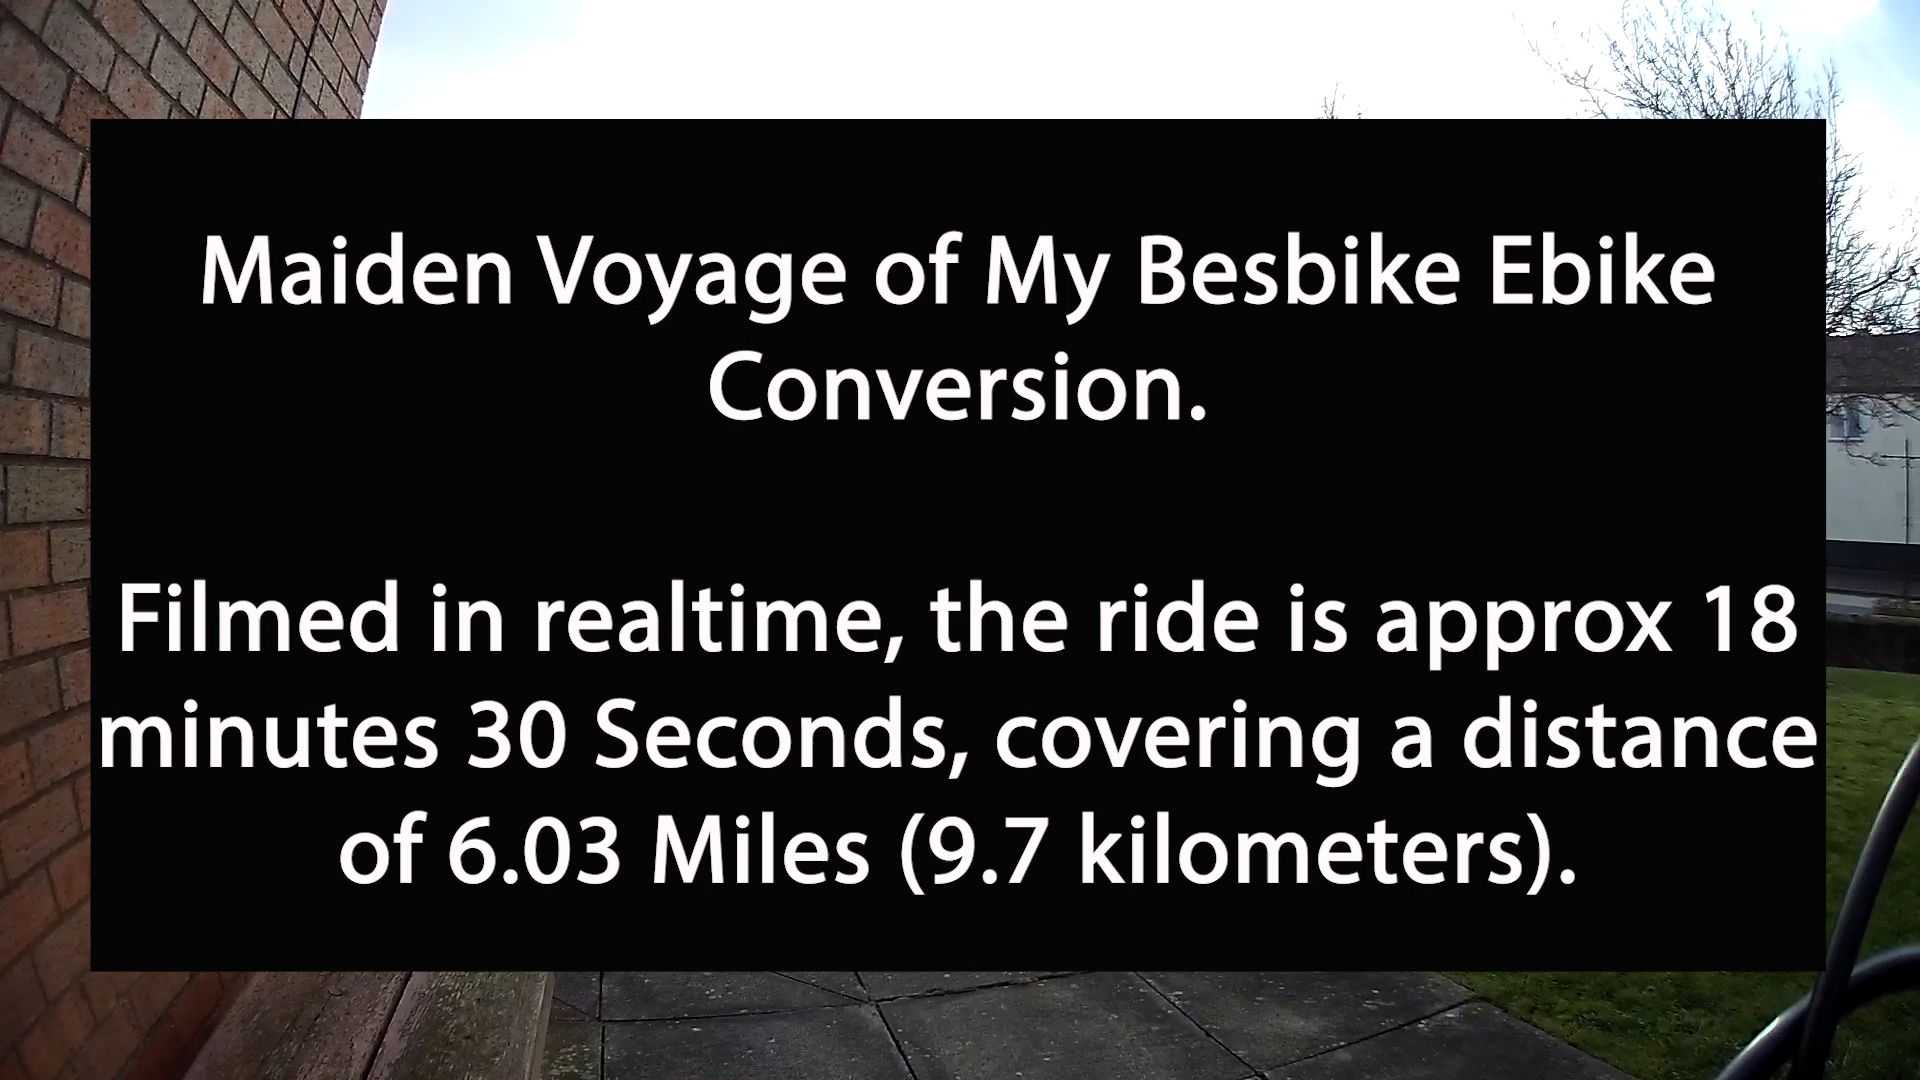 Maiden Voyage of My Besbike Ebike
Conversion.
Filmed in realtime, the ride is approx 18
minutes 30 Seconds, covering a distance
of 6.03 Miles (9.7 kilometers).